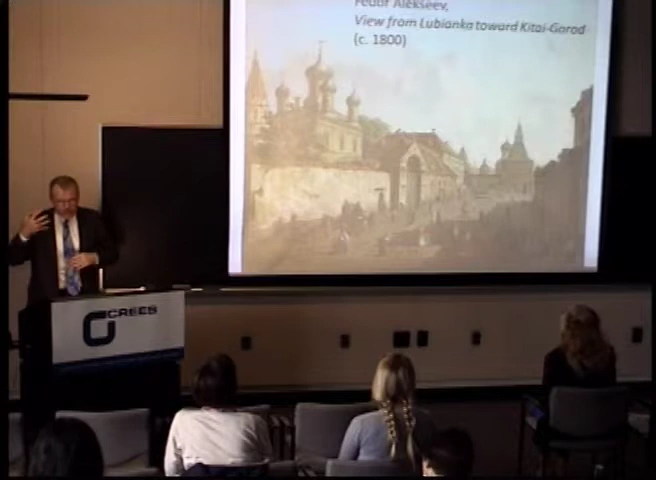 Fedor Alekseev,
View from Lubianka toward Kitai-Gorod
(c. 1800)
CREES